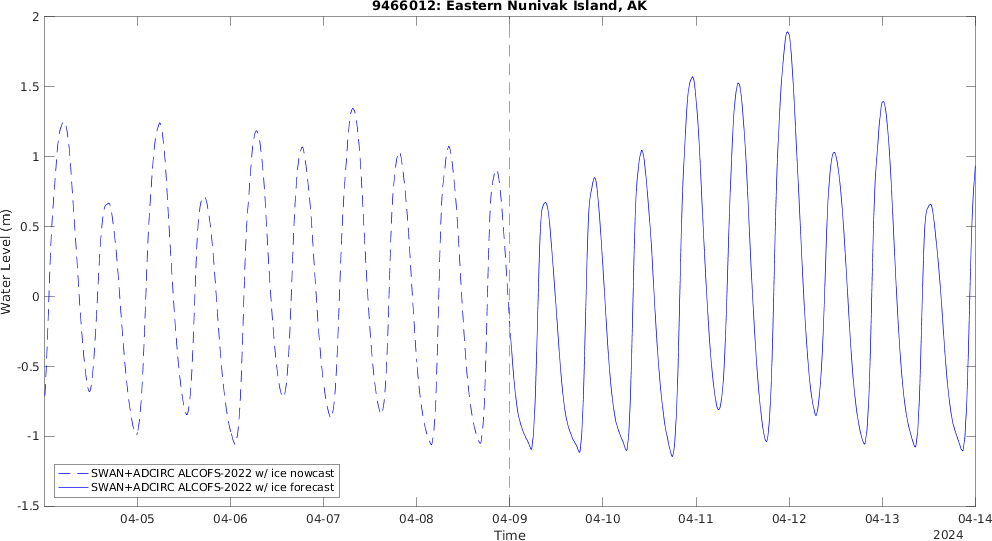 9466012: Eastern Nunivak Island, AK
2
1.5
1
0.5
0
-0.5
-1
-1.5
Water Level (m)
SWAN+ADCIRC ALCOFS-2022 w/ ice nowcast
SWAN+ADCIRC ALCOFS-2022 w/ ice forecast
04-05 04-06 04-07 04-08 04-09 04-10 04-11 04-12 04-13 04-14
Time
2024